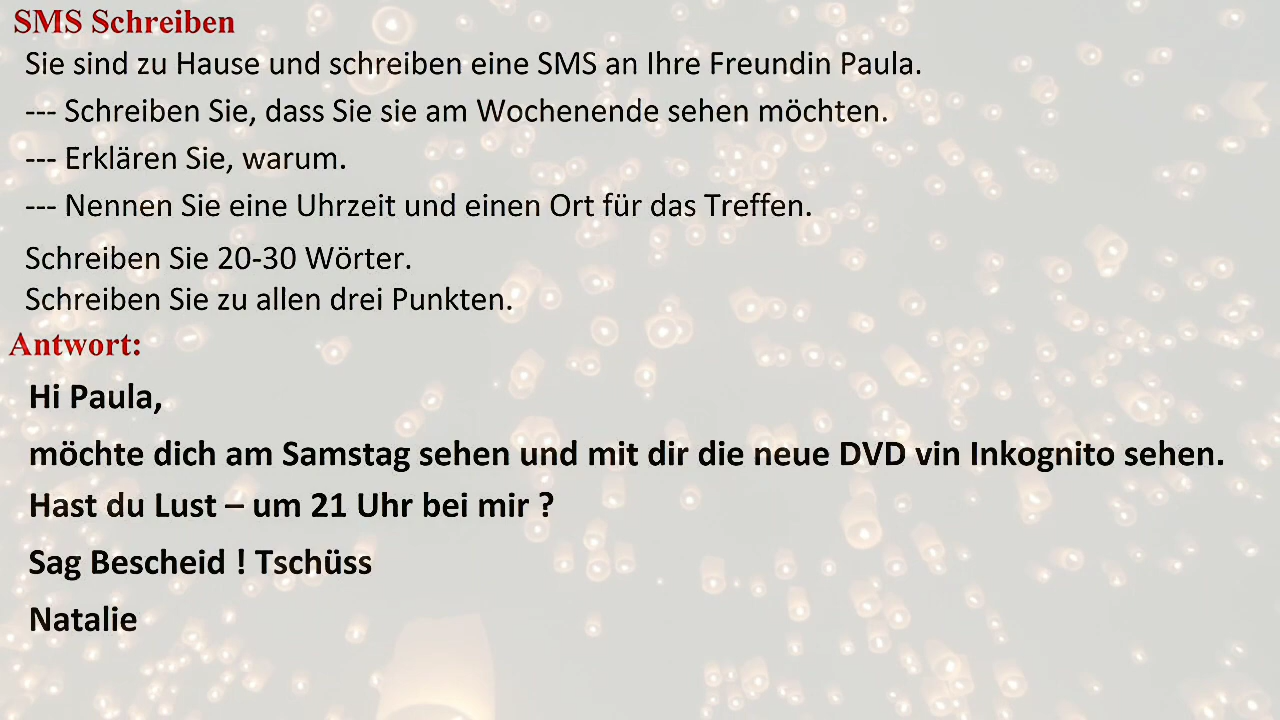 SMS Schreiben
Sie sind zu Hause und schreiben eine SMS an Ihre Freundin Paula.
--- Schreiben Sie, dass Sie sie am Wochenende sehen möchten.
--- Erklären Sie, warum.
--- Nennen Sie eine Uhrzeit und einen Ort für das Treffen.
Schreiben Sie 20-30 Wörter.
Schreiben Sie zu allen drei Punkten.
Antwort:
Hi Paula,
möchte dich am Samstag sehen und mit dir die neue DVD vin Inkognito sehen.
Hast du Lust – um 21 Uhr bei mir ?
Sag Bescheid ! Tschüss
Natalie